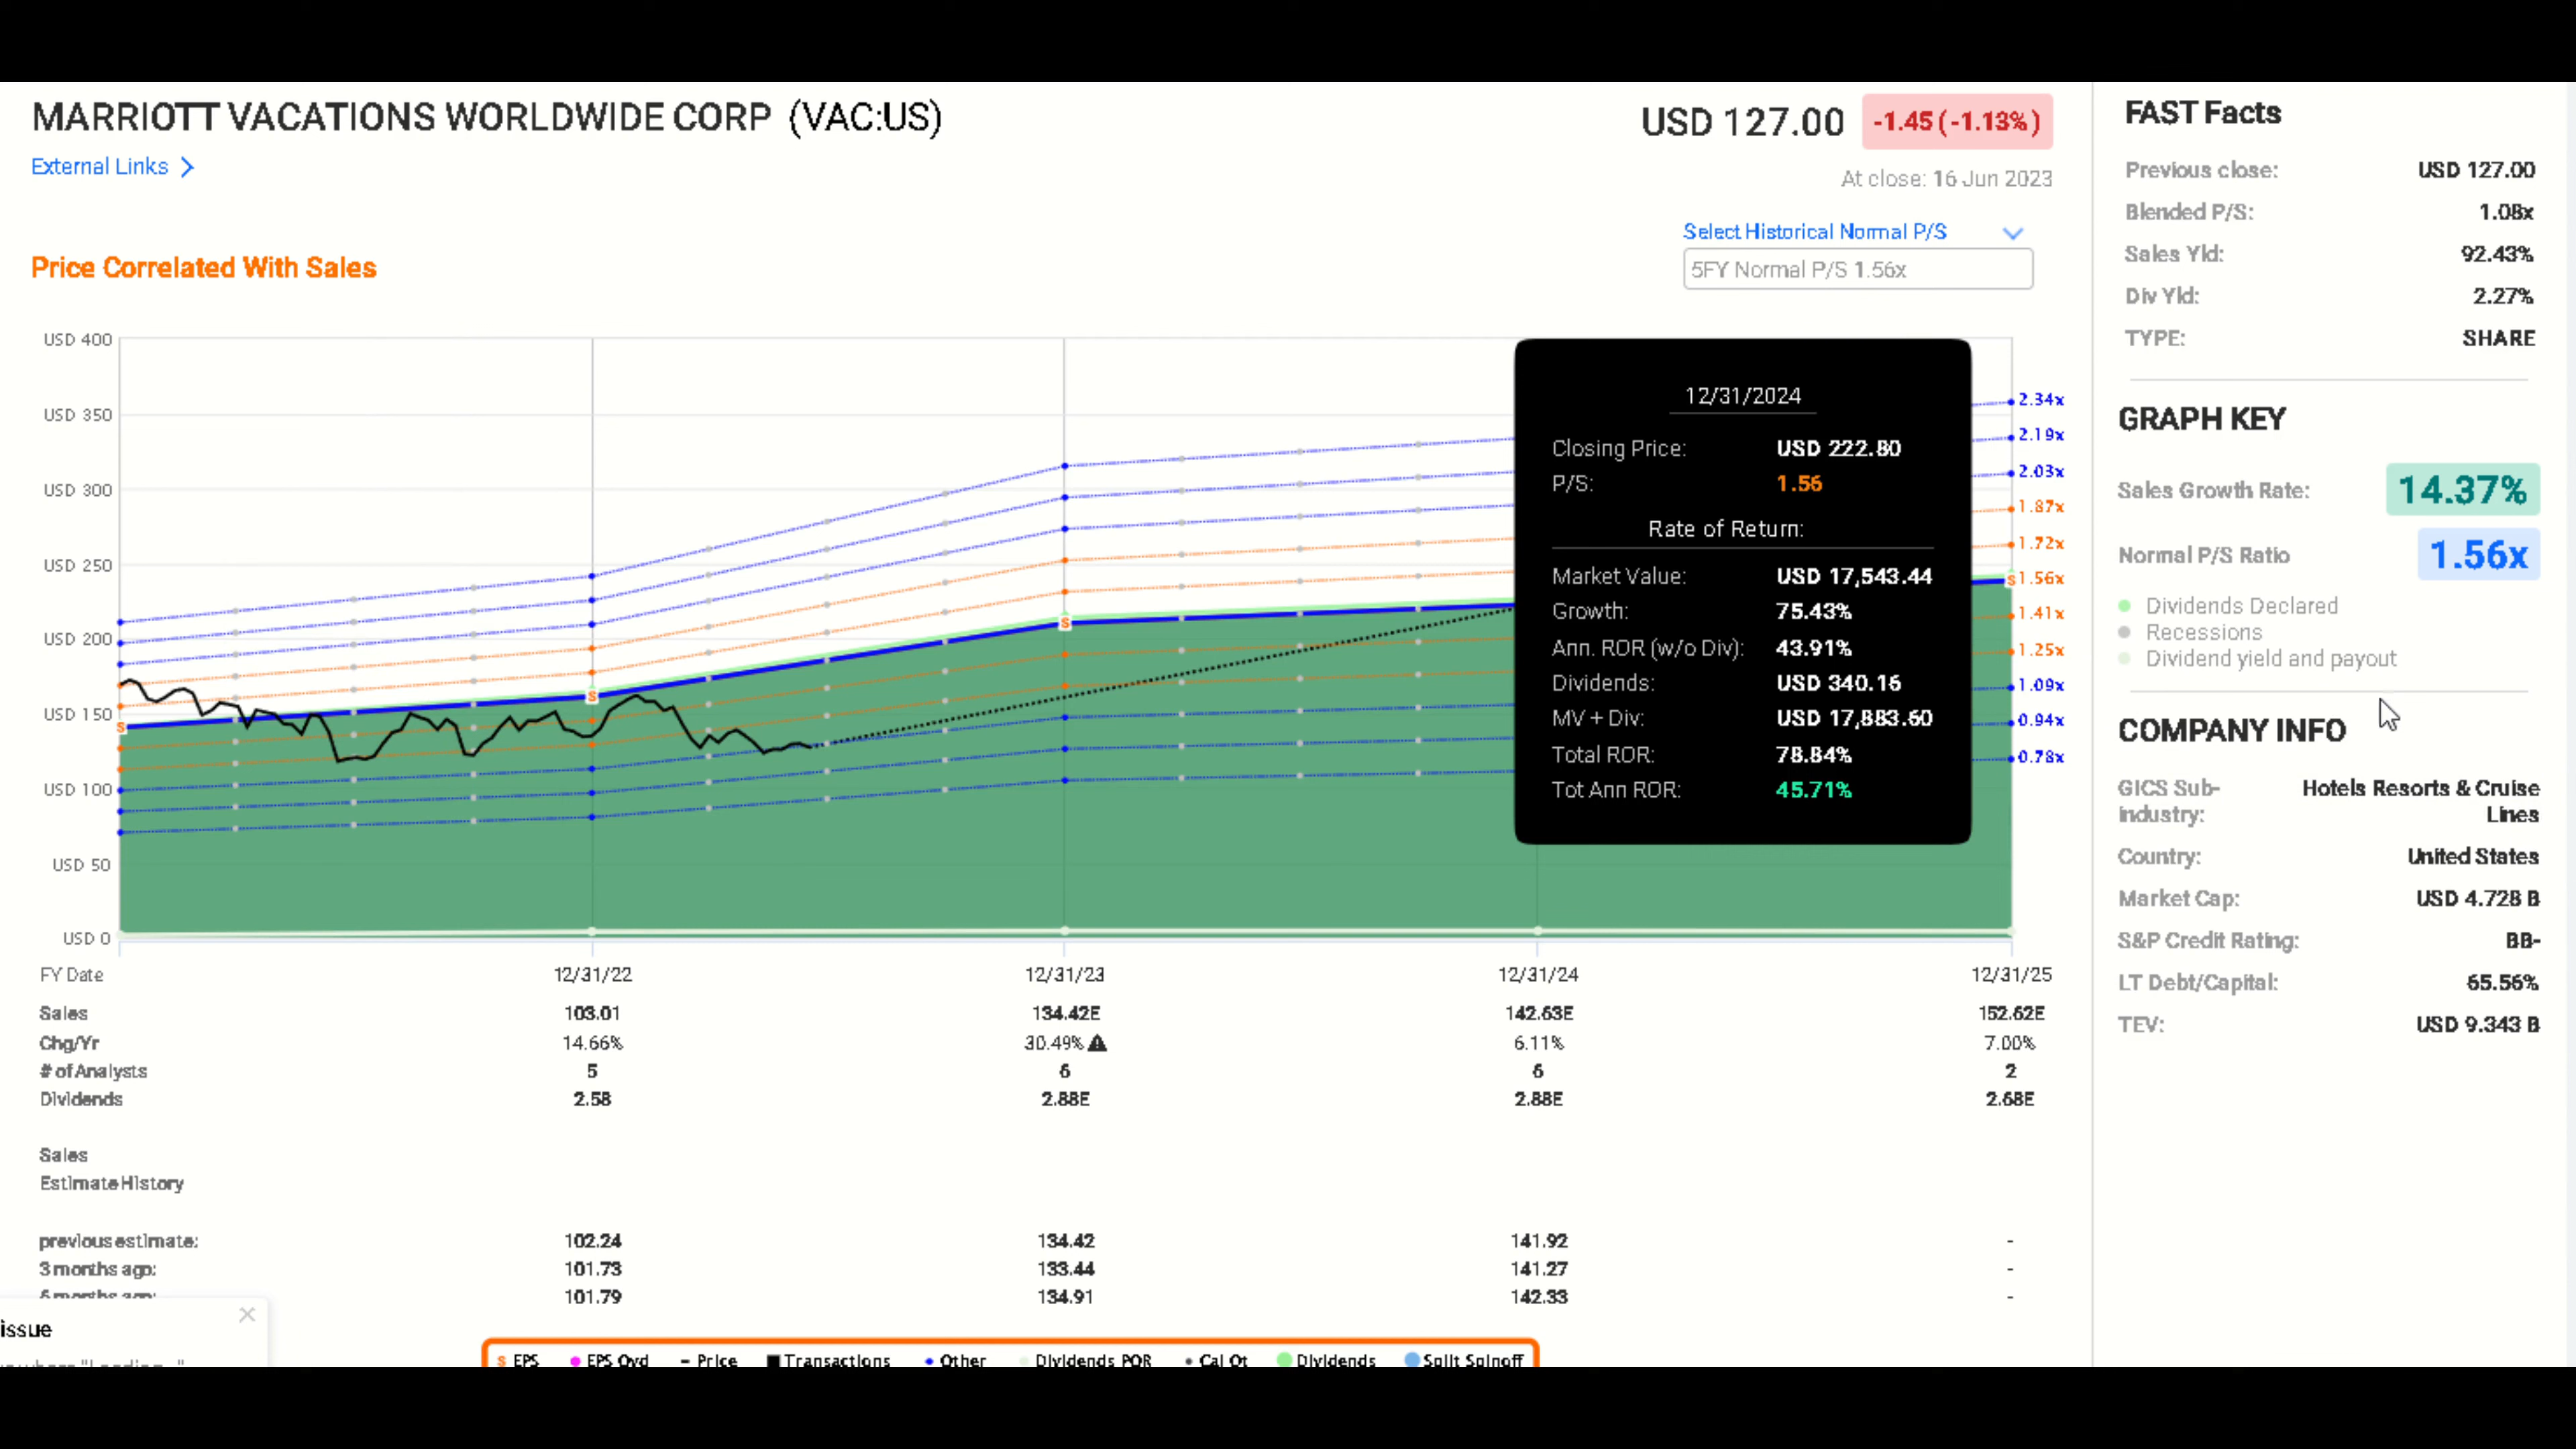 MARRIOTT VACATIONS WORLDWIDE CORP (VAC:US)
External Links
USD 127.00 -1.45 (-1.13%)
At close: 16 Jun 2023
Select Historical Normal P/S
5FY Normal P/S 1.56x
Price Correlated With Sales
USD 400
USD 350
USD 300
USD 250
USD 200
USD 150
USD 100
USD 50
USD 0
12/31/2024
Closing Price: USD 222.80
P/S: 1.56
Rate of Return:
Market Value: USD 17,543.44
Growth: 75.43%
Ann. ROR (w/o Div): 43.91%
Dividends: USD 340.16
MV + Div: USD 17,883.60
Total ROR: 78.84%
Tot Ann ROR: 45.71%
2.34x
2.19x
2.03x
1.87x
1.72x
1.56x
1.41x
1.25x
1.09x
0.94x
0.78x
FY Date 12/31/22 12/31/23 12/31/24 12/31/25
Sales 103.01 134.42E 142.63E 152.62E
Chg/Yr 14.66% 30.49% 6.11% 7.00%
# of Analysts 5 6 6 2
Dividends 2.58 2.88E 2.88E 2.68E
Sales
Estimate History
previous estimate: 102.24 134.42 141.92 -
3 months ago: 101.73 133.44 141.27 -
6 months ago: 101.79 134.91 142.33 -
issue
EPS EPS Ovd Price Transactions Other Dividends POR Cal Qt Dividends Split Spinoff
FAST Facts
Previous close: USD 127.00
Blended P/S: 1.08x
Sales Yld: 92.43%
Div Yld: 2.27%
TYPE: SHARE
GRAPH KEY
Sales Growth Rate: 14.37%
Normal P/S Ratio 1.56x
Dividends Declared
Recessions
Dividend yield and payout
COMPANY INFO
GICS Sub-
industry: Hotels Resorts & Cruise
Lines
Country: United States
Market Cap: USD 4.728 B
S&P Credit Rating: BB-
LT Debt/Capital: 65.56%
TEV: USD 9.343 B